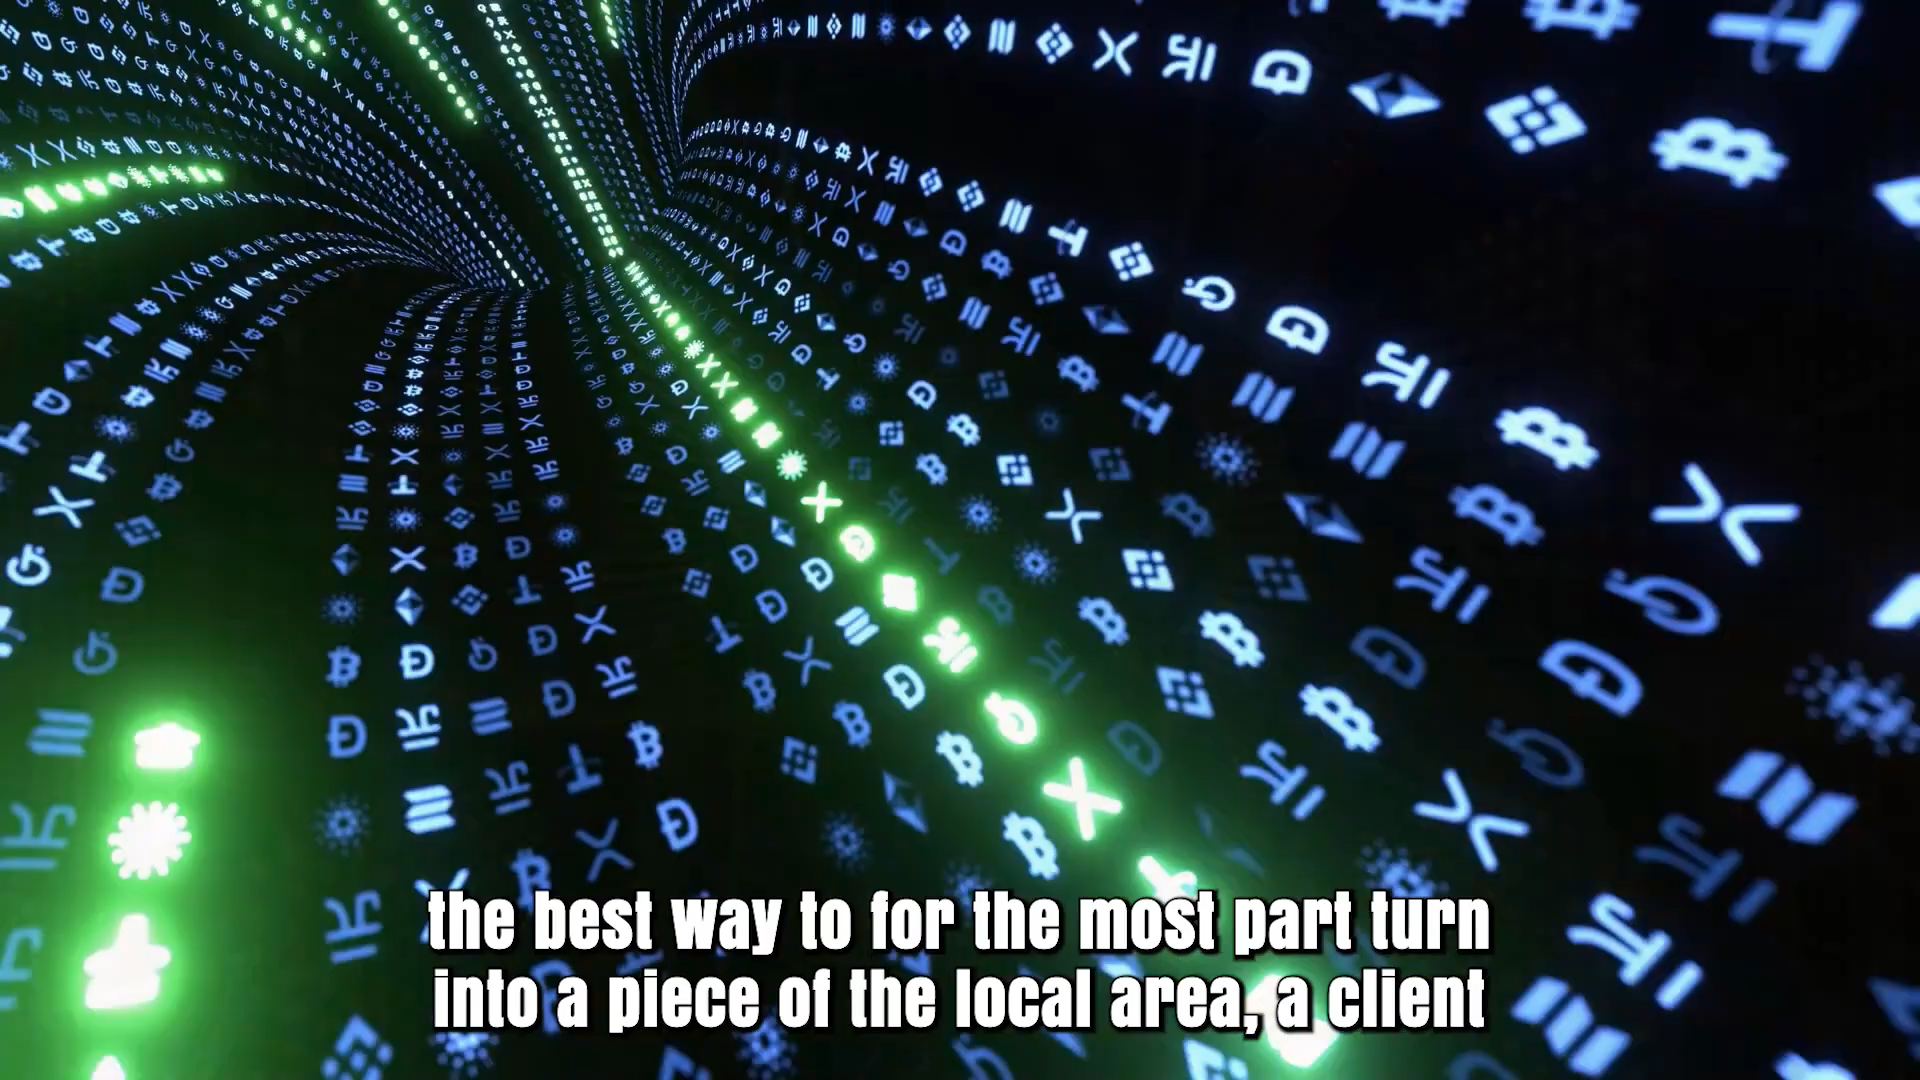 the best way to for the most part turn
into a piece of the local area, a client